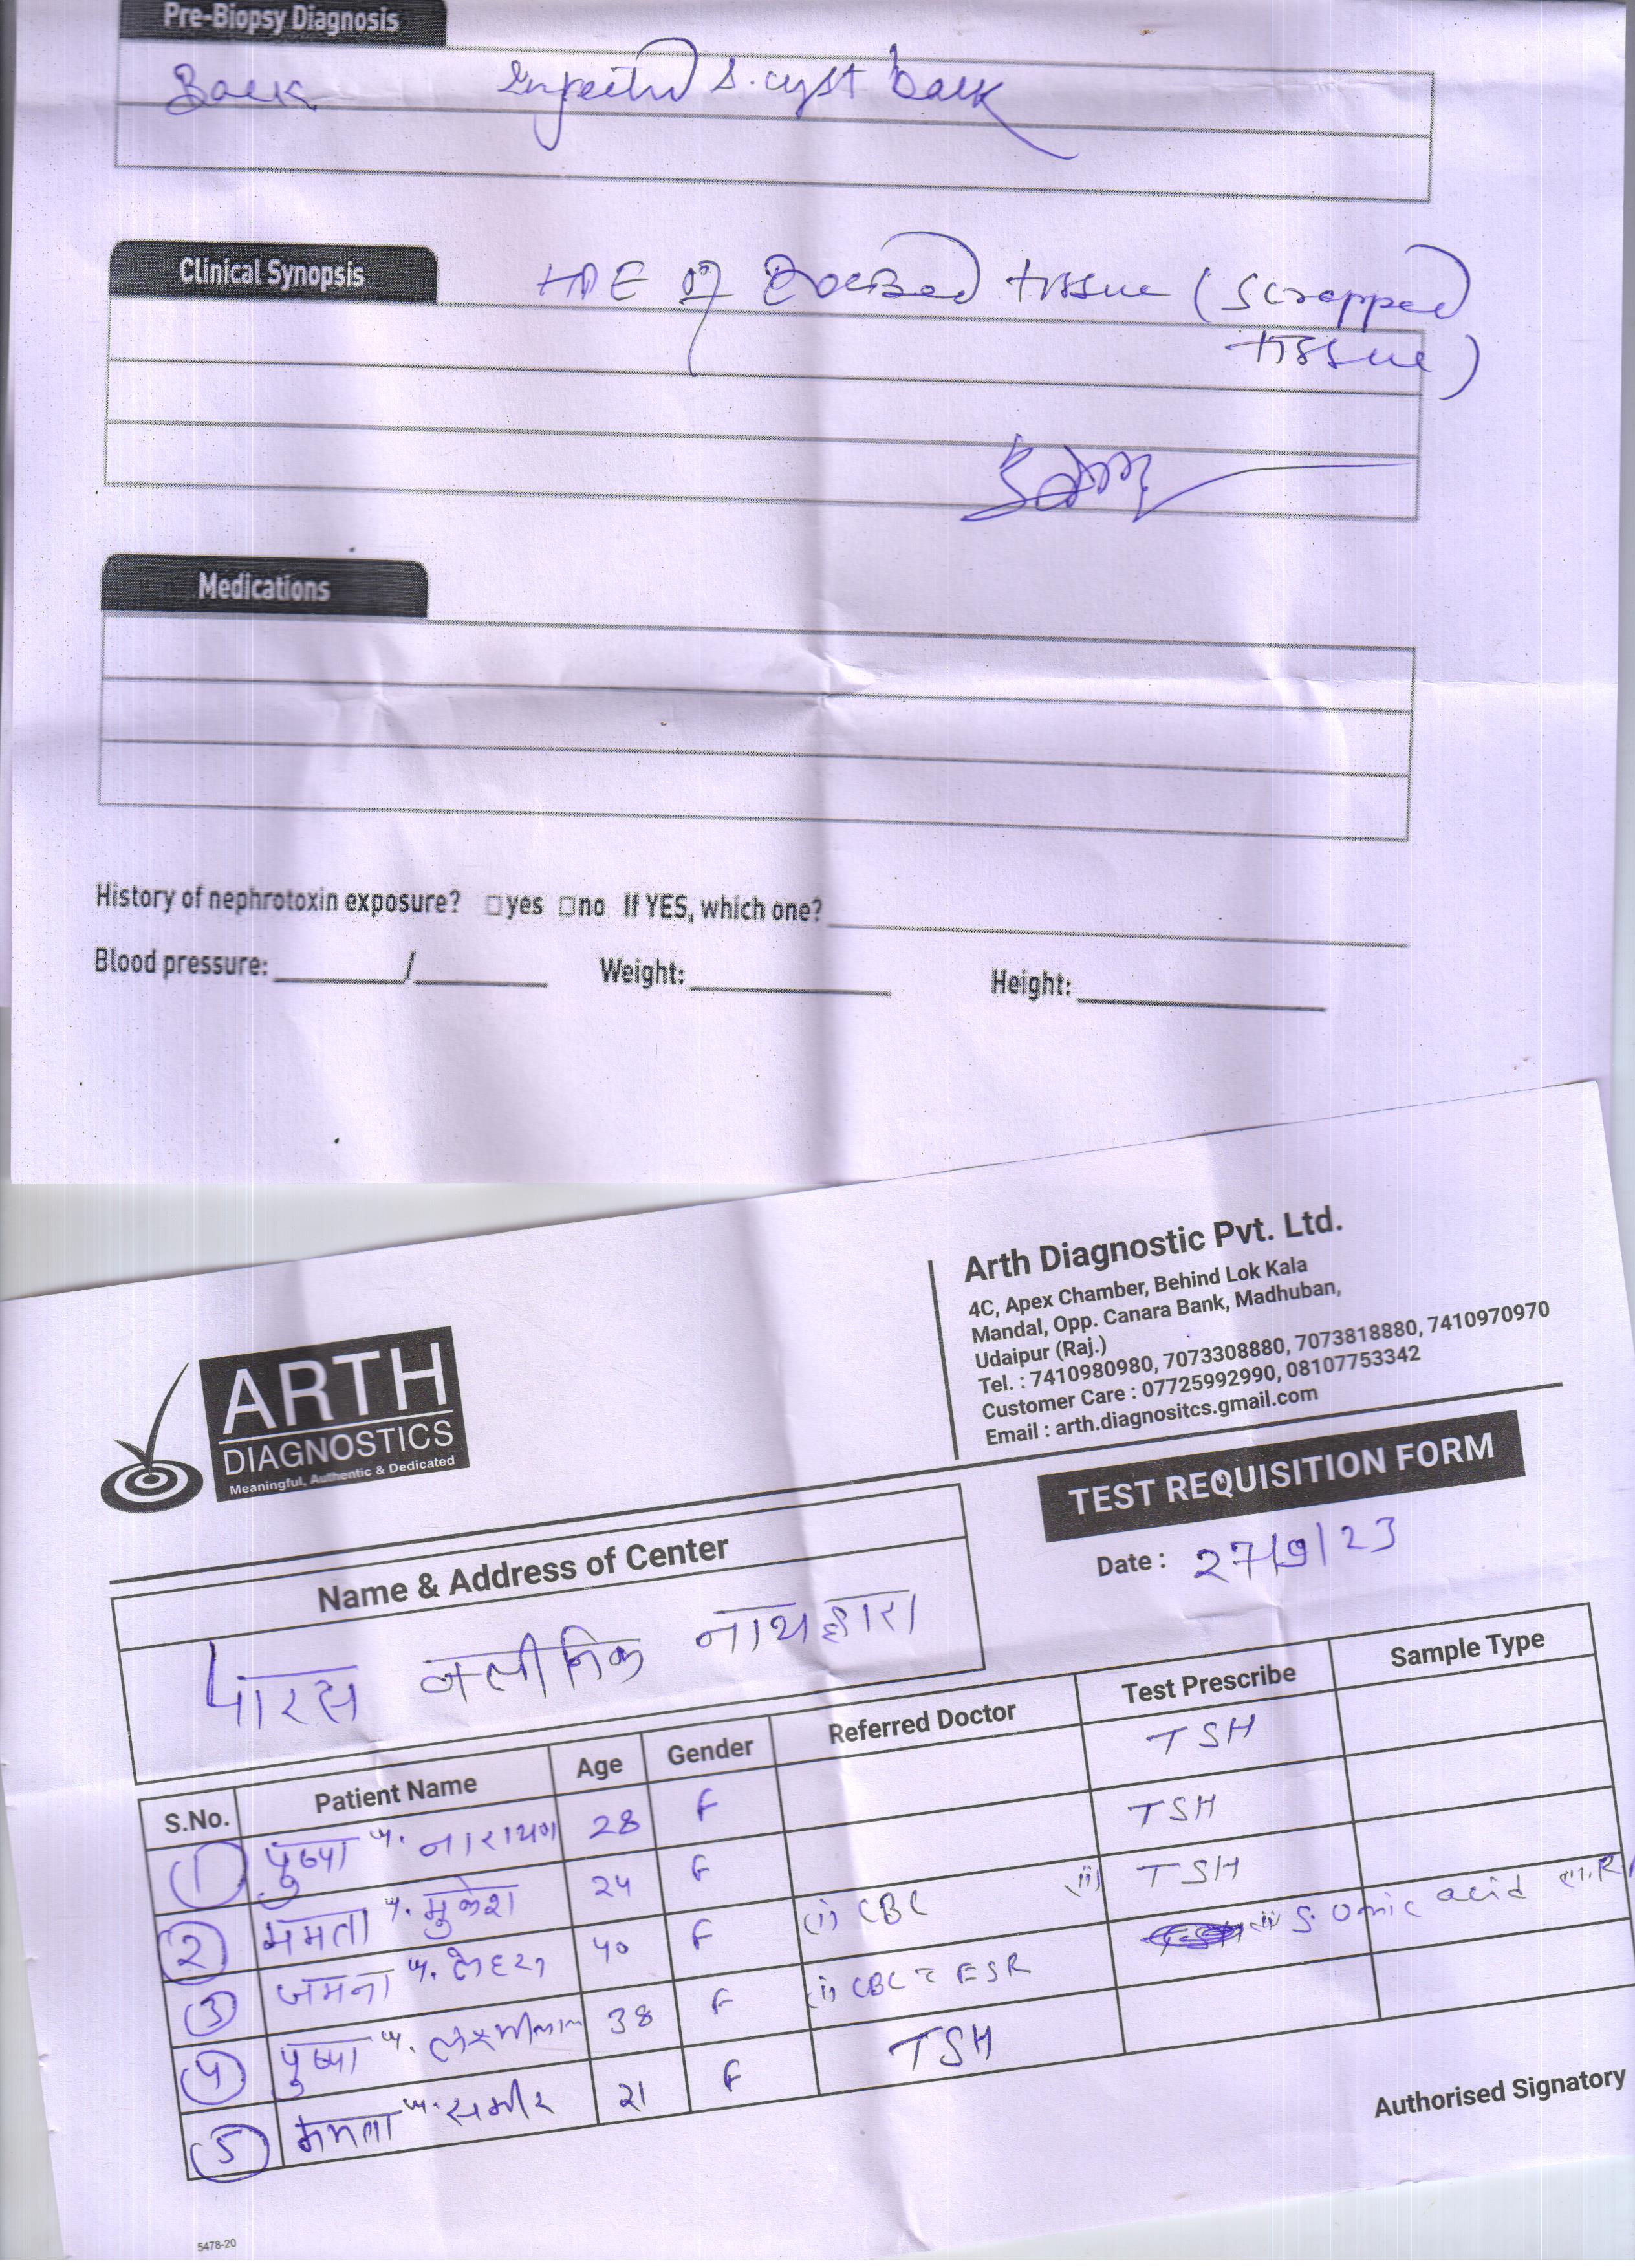 Pre-Biopsy Diagnosis
Back Infected S. cyst back
Clinical Synopsis
HPE of Excised tissue (Scrapped
tissue)
Medications
History of nephrotoxin exposure? □yes □no If YES, which one?
Blood pressure: / Weight: Height:
ARTH
DIAGNOSTICS
Meaningful, Authentic & Dedicated
Arth Diagnostic Pvt. Ltd.
4C, Apex Chamber, Behind Lok Kala
Mandal, Opp. Canara Bank, Madhuban,
Udaipur (Raj.)
Tel. : 7410980980, 7073308880, 7073818880, 7410970970
Customer Care : 07725992990, 08107753342
Email : arth.diagnositcs.gmail.com
TEST REQUISITION FORM
Date : 27/9/23
Name & Address of Center
पारस क्लीनिक नाथद्वारा
S.No. Patient Name Age Gender Referred Doctor Test Prescribe Sample Type
1 पुष्पा W. नारायण 28 F TSH
2 ममता W. मुकेश 24 F TSH
3 जमना W. 40 F (i) CBC (ii) TSH
4 पुष्पा W. लक्ष्मीलाल 38 F (i) CBC ESR (ii) S. Uric acid
5 ममता W. समीर 21 F TSH
Authorised Signatory
5478-20